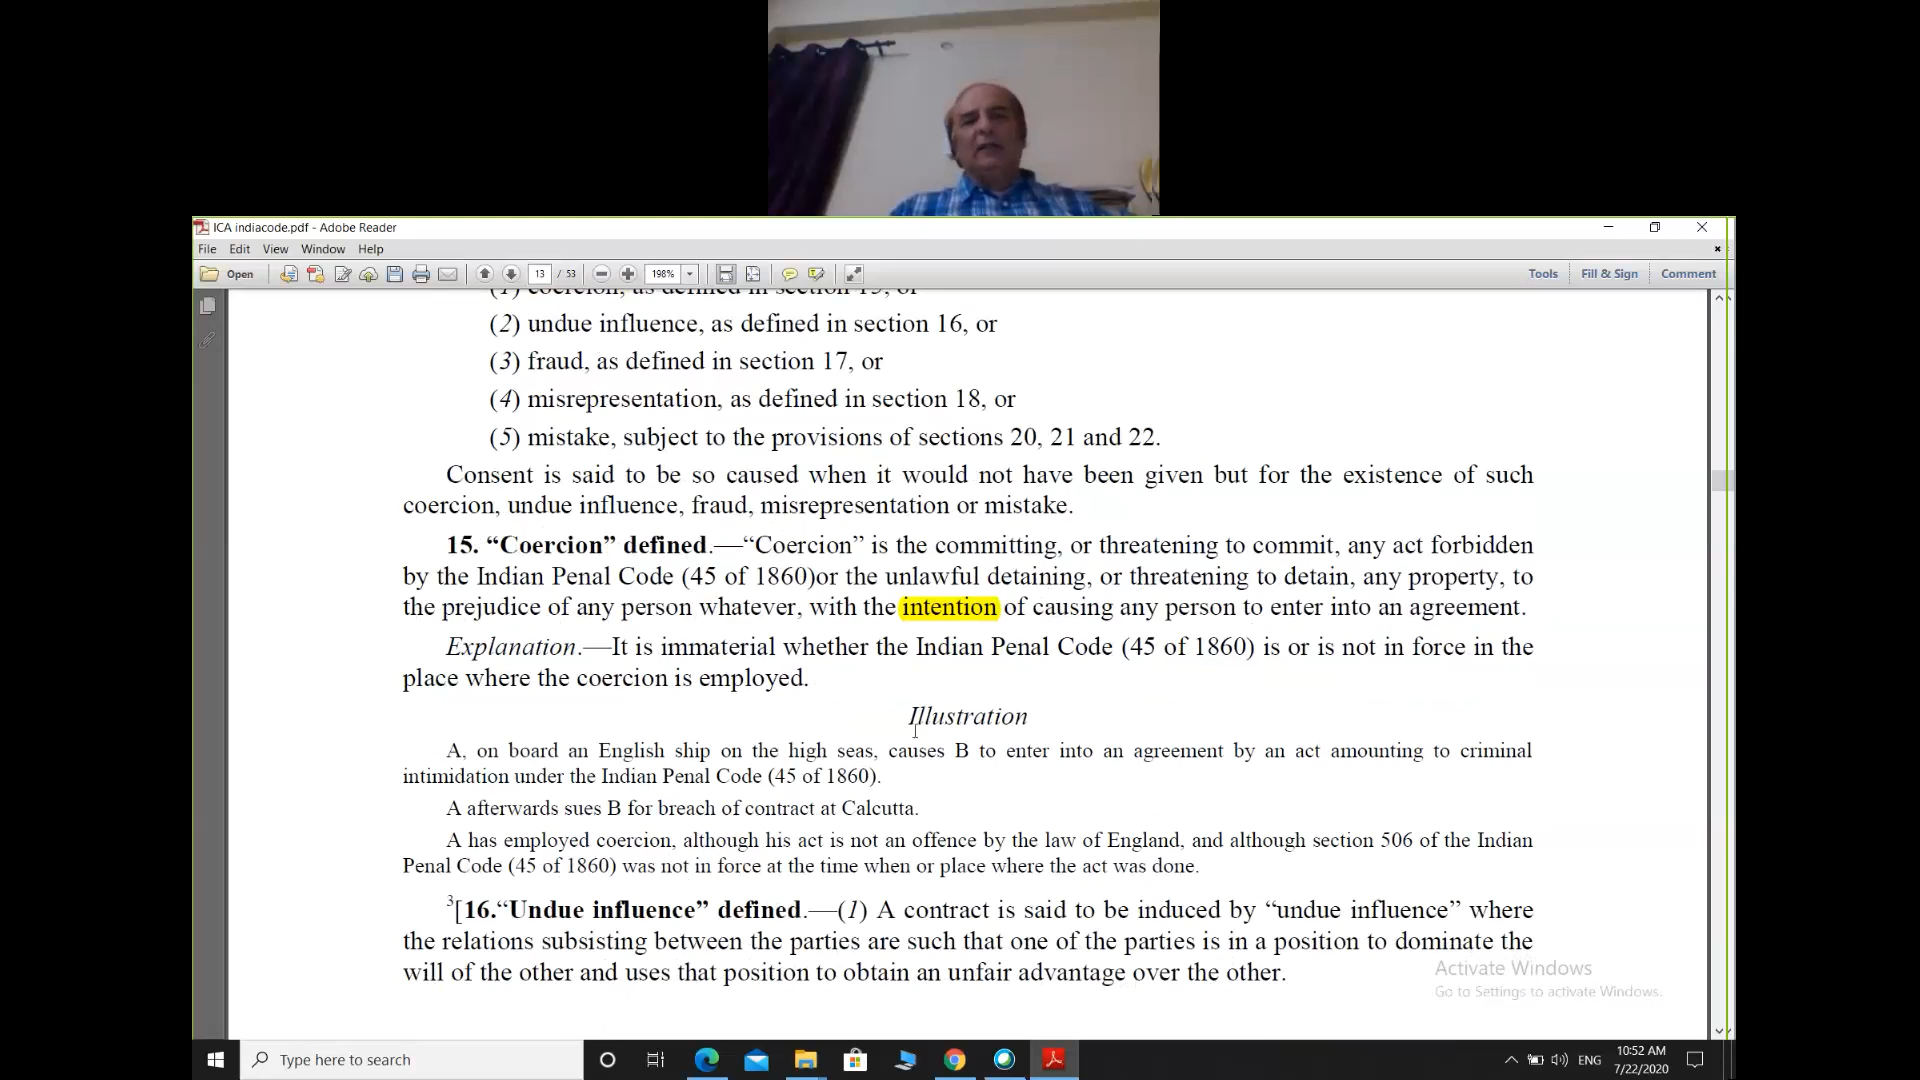 ICA indiacode.pdf - Adobe Reader
File Edit View Window Help
Open 13 / 53 198% Tools Fill & Sign Comment
(1) coercion, as defined in section 15, or
(2) undue influence, as defined in section 16, or
(3) fraud, as defined in section 17, or
(4) misrepresentation, as defined in section 18, or
(5) mistake, subject to the provisions of sections 20, 21 and 22.
Consent is said to be so caused when it would not have been given but for the existence of such
coercion, undue influence, fraud, misrepresentation or mistake.
15. “Coercion” defined.—“Coercion” is the committing, or threatening to commit, any act forbidden
by the Indian Penal Code (45 of 1860)or the unlawful detaining, or threatening to detain, any property, to
the prejudice of any person whatever, with the intention of causing any person to enter into an agreement.
Explanation.—It is immaterial whether the Indian Penal Code (45 of 1860) is or is not in force in the
place where the coercion is employed.
Illustration
A, on board an English ship on the high seas, causes B to enter into an agreement by an act amounting to criminal
intimidation under the Indian Penal Code (45 of 1860).
A afterwards sues B for breach of contract at Calcutta.
A has employed coercion, although his act is not an offence by the law of England, and although section 506 of the Indian
Penal Code (45 of 1860) was not in force at the time when or place where the act was done.
3[16.“Undue influence” defined.—(1) A contract is said to be induced by “undue influence” where
the relations subsisting between the parties are such that one of the parties is in a position to dominate the
will of the other and uses that position to obtain an unfair advantage over the other.
Activate Windows
Go to Settings to activate Windows.
Type here to search
ENG
10:52 AM
7/22/2020